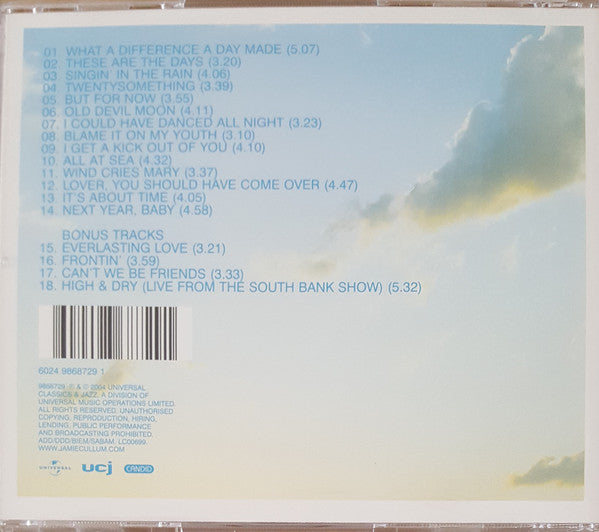 01. WHAT A DIFFERENCE A DAY MADE (5.07)
02. THESE ARE THE DAYS (3.20)
03. SINGIN' IN THE RAIN (4.06)
04. TWENTYSOMETHING (3.39)
05. BUT FOR NOW (3.55)
06. OLD DEVIL MOON (4.11)
07. I COULD HAVE DANCED ALL NIGHT (3.23)
08. BLAME IT ON MY YOUTH (3.10)
09. I GET A KICK OUT OF YOU (4.10)
10. ALL AT SEA (4.32)
11. WIND CRIES MARY (3.37)
12. LOVER, YOU SHOULD HAVE COME OVER (4.47)
13. IT'S ABOUT TIME (4.05)
14. NEXT YEAR, BABY (4.58)
BONUS TRACKS
15. EVERLASTING LOVE (3.21)
16. FRONTIN' (3.59)
17. CAN'T WE BE FRIENDS (3.33)
18. HIGH & DRY (LIVE FROM THE SOUTH BANK SHOW) (5.32)
6024 9868729 1
9868729 ℗ & © 2004 UNIVERSAL
CLASSICS & JAZZ. A DIVISION OF
UNIVERSAL MUSIC OPERATIONS LIMITED.
ALL RIGHTS RESERVED. UNAUTHORISED
COPYING, REPRODUCTION, HIRING,
LENDING, PUBLIC PERFORMANCE
AND BROADCASTING PROHIBITED.
ADD/DDD/BIEM/SABAM. LC00699.
WWW.JAMIECULLUM.COM
UNIVERSAL ucj CANDID